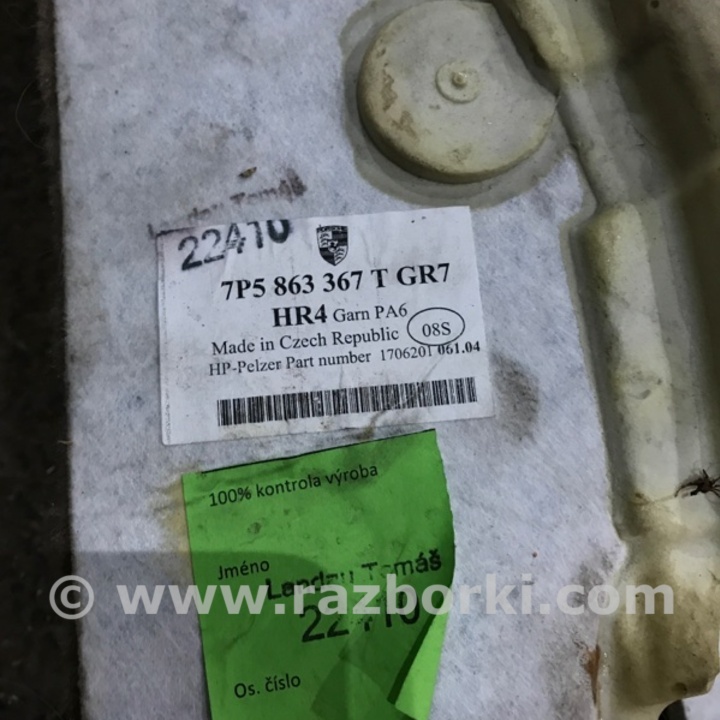 Landau Tomáš
22410
PORSCHE
7P5 863 367 T GR7
HR4 Garn PA6
Made in Czech Republic 08S
HP-Pelzer Part number 1706201 061.04
100% kontrola výroba
Jméno
Landau Tomáš
22410
Os. číslo
© www.razborki.com